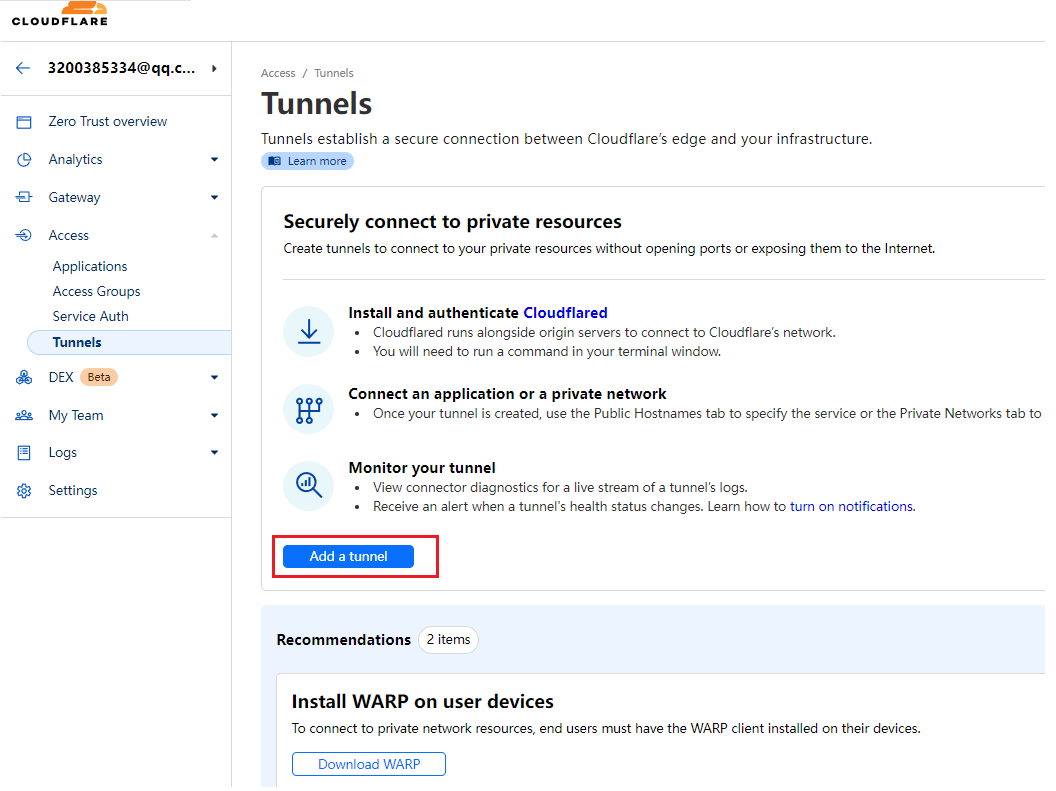 CLOUDFLARE
3200385334@qq.c...
Zero Trust overview
Analytics
Gateway
Access
Applications
Access Groups
Service Auth
Tunnels
DEX Beta
My Team
Logs
Settings
Access / Tunnels
Tunnels
Tunnels establish a secure connection between Cloudflare’s edge and your infrastructure.
Learn more
Securely connect to private resources
Create tunnels to connect to your private resources without opening ports or exposing them to the Internet.
Install and authenticate Cloudflared
• Cloudflared runs alongside origin servers to connect to Cloudflare’s network.
• You will need to run a command in your terminal window.
Connect an application or a private network
• Once your tunnel is created, use the Public Hostnames tab to specify the service or the Private Networks tab to
Monitor your tunnel
• View connector diagnostics for a live stream of a tunnel’s logs.
• Receive an alert when a tunnel’s health status changes. Learn how to turn on notifications.
Add a tunnel
Recommendations 2 items
Install WARP on user devices
To connect to private network resources, end users must have the WARP client installed on their devices.
Download WARP